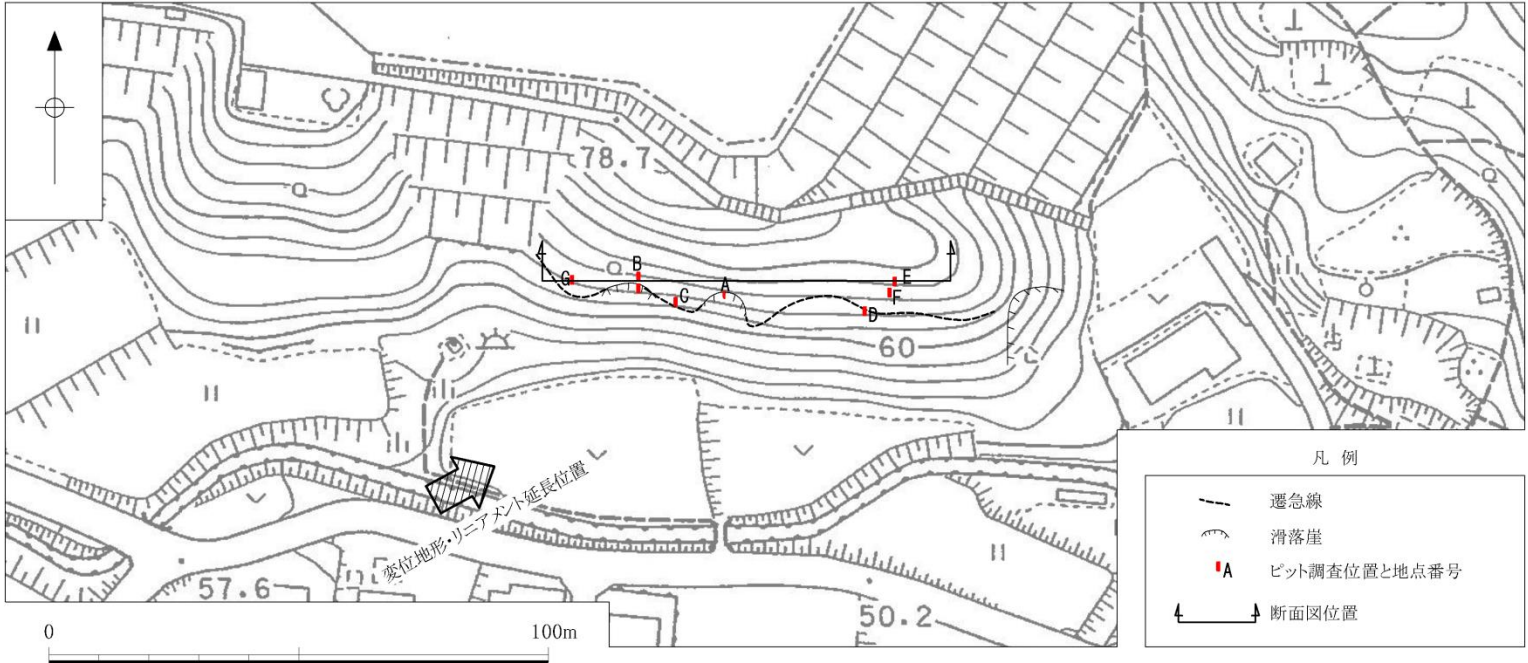 78.7
Q
Q
Q
B
G
C
A
E
F
D
60
変位地形・リニアメント延長位置
57.6
50.2
凡 例
遷急線
滑落崖
A ピット調査位置と地点番号
断面図位置
0 100m